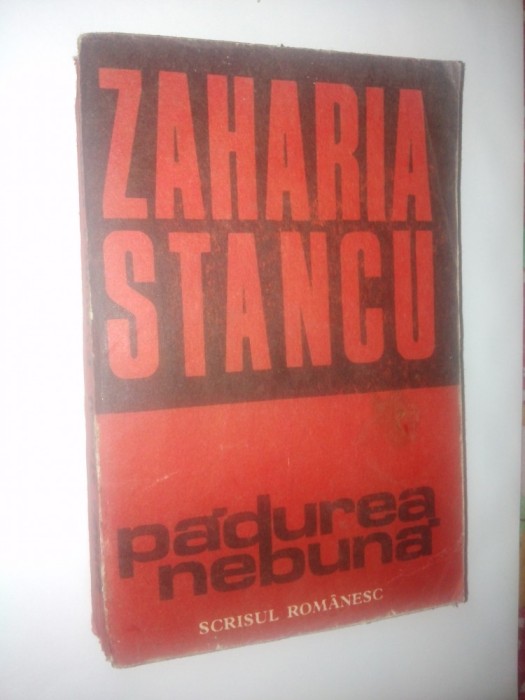 ZAHARIA
STANCU
pădurea
nebună
SCRISUL ROMÂNESC